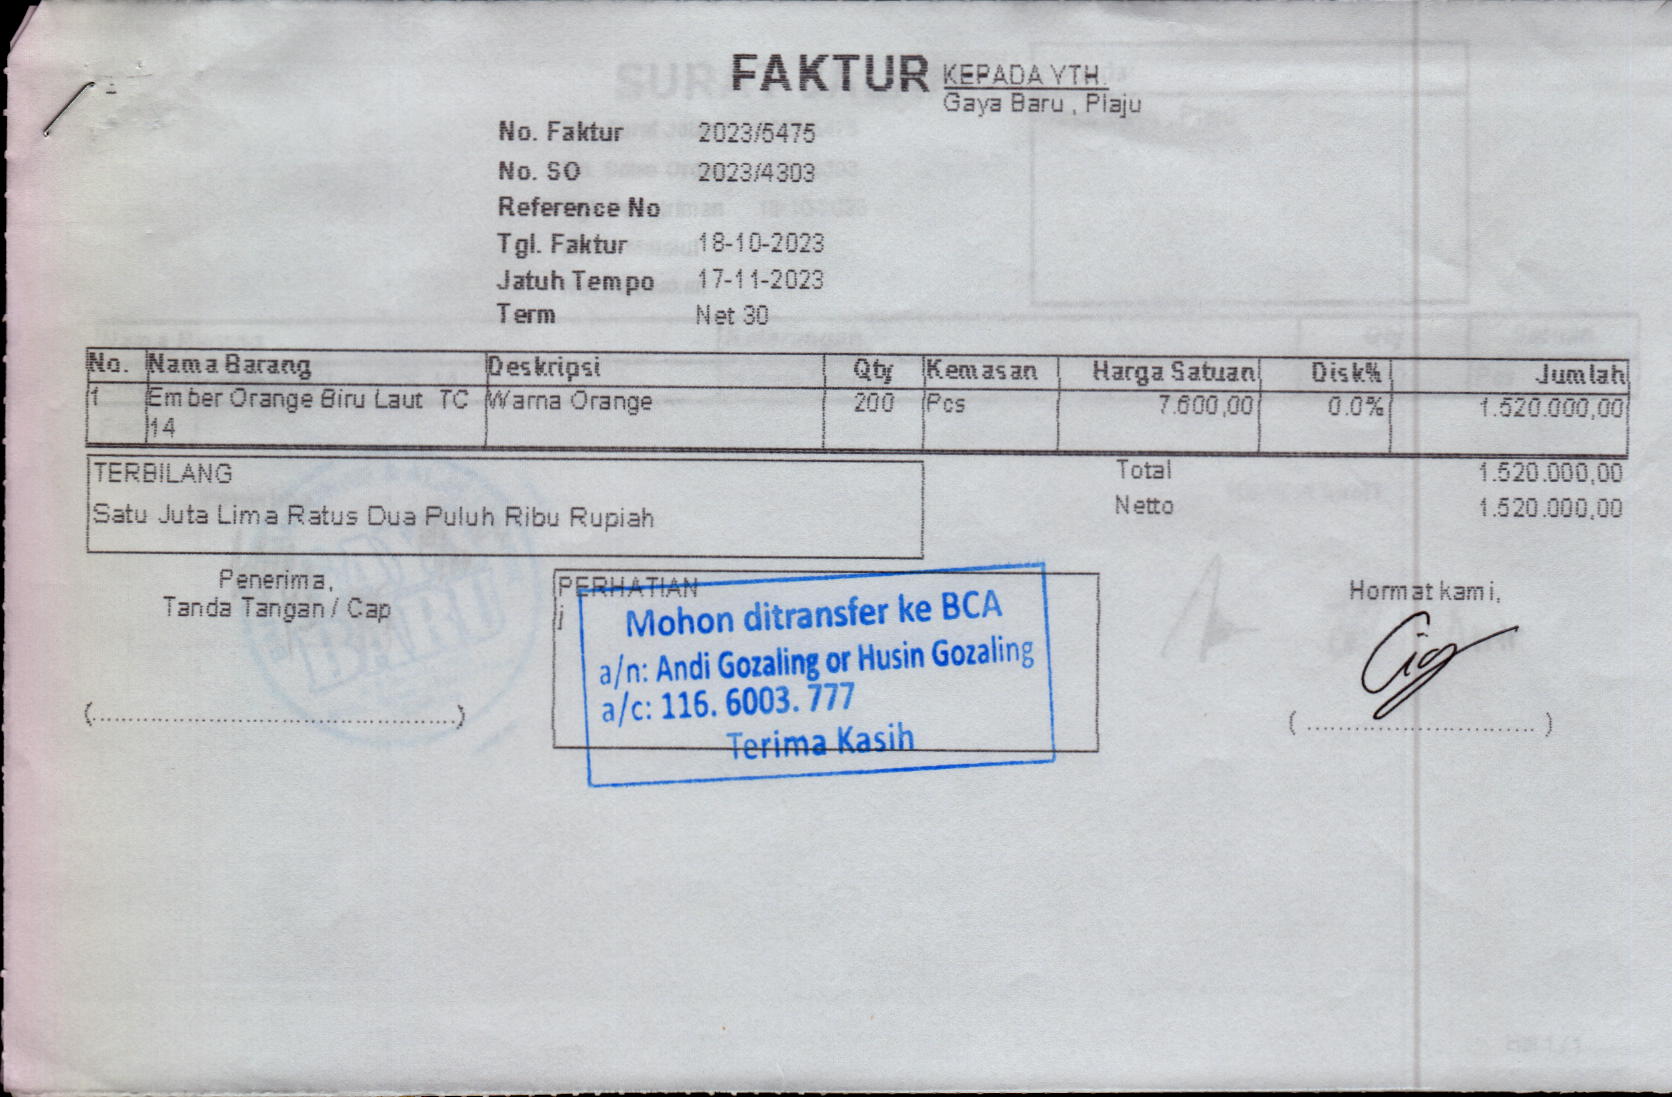 FAKTUR
KEPADA YTH.
Gaya Baru , Plaju
No. Faktur 2023/5475
No. SO 2023/4303
Reference No
Tgl. Faktur 18-10-2023
Jatuh Tempo 17-11-2023
Term Net 30
No. Nama Barang Deskripsi Qty Kemasan Harga Satuan Disk% Jumlah
1 Ember Orange Biru Laut TC Warna Orange 200 Pcs 7.600,00 0.0% 1.520.000,00
14
TERBILANG
Satu Juta Lima Ratus Dua Puluh Ribu Rupiah
Total 1.520.000,00
Netto 1.520.000,00
Penerima,
Tanda Tangan / Cap
(..............................................)
PERHATIAN
j
Mohon ditransfer ke BCA
a/n: Andi Gozaling or Husin Gozaling
a/c: 116. 6003. 777
Terima Kasih
Hormat kami,
( ............................. )